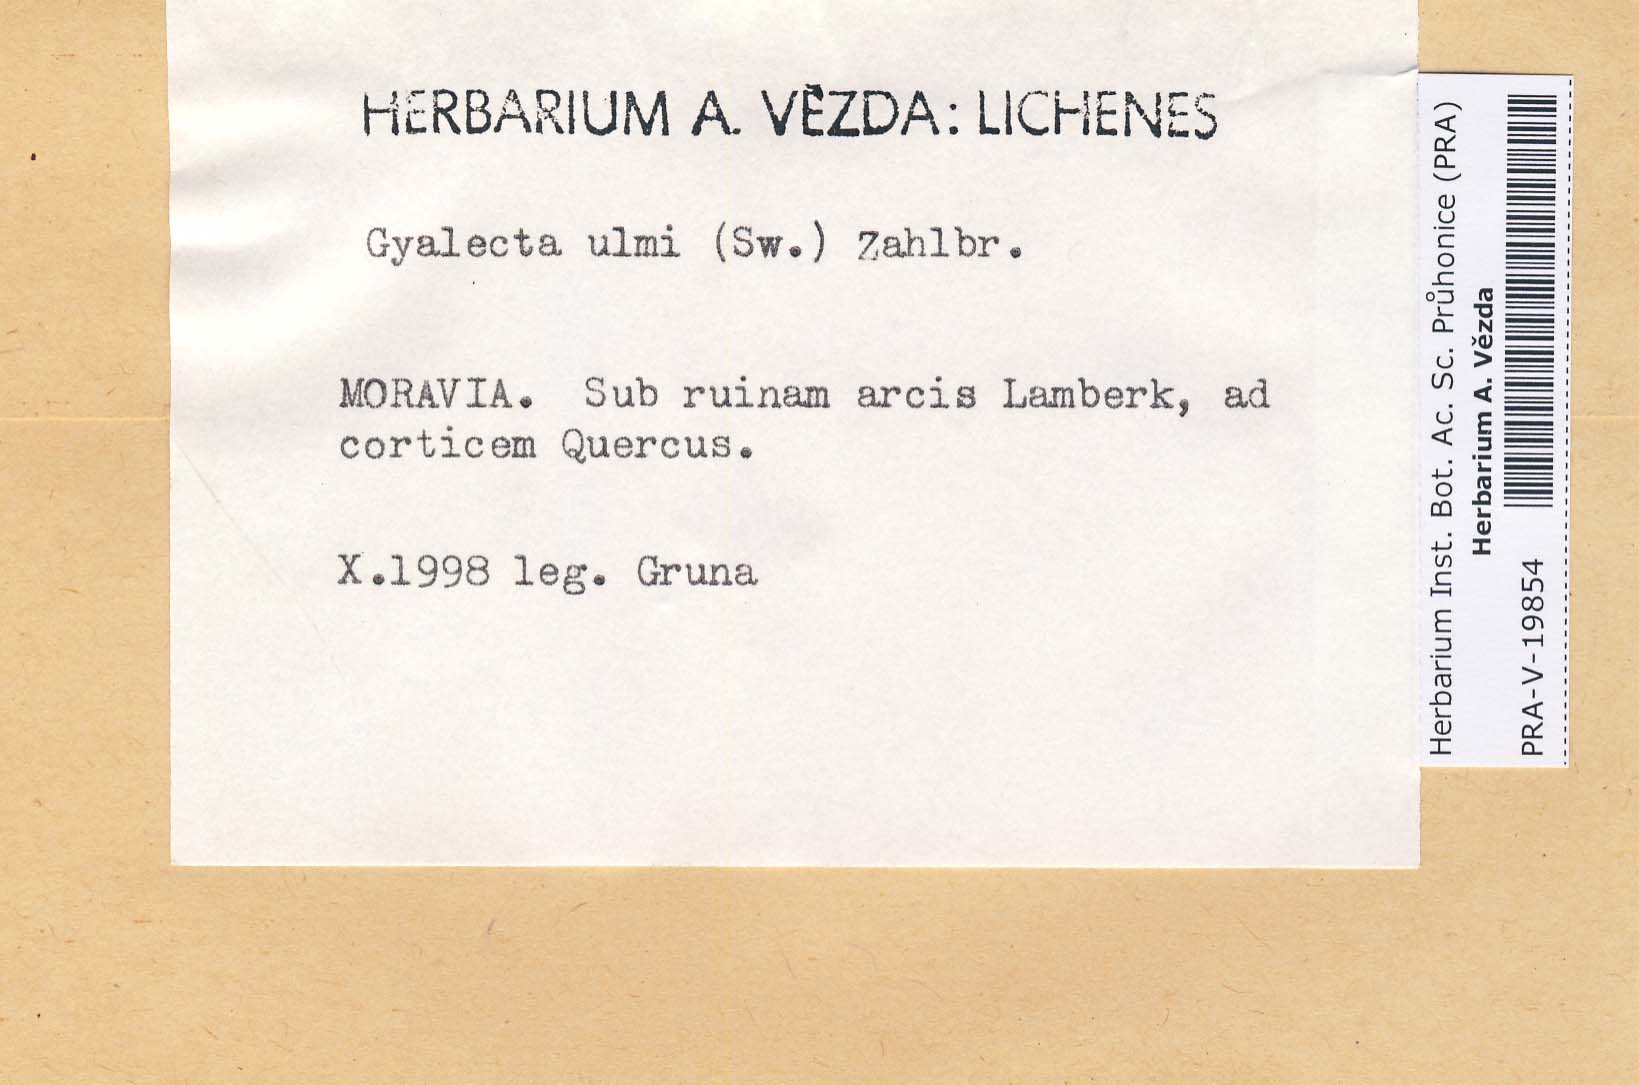 HERBARIUM A. VĚZDA: LICHENES
Gyalecta ulmi (Sw.) Zahlbr.
MORAVIA. Sub ruinam arcis Lamberk, ad
corticem Quercus.
X.1998 leg. Gruna
Herbarium Inst. Bot. Ac. Sc. Průhonice (PRA)
Herbarium A. Vězda
PRA-V-19854